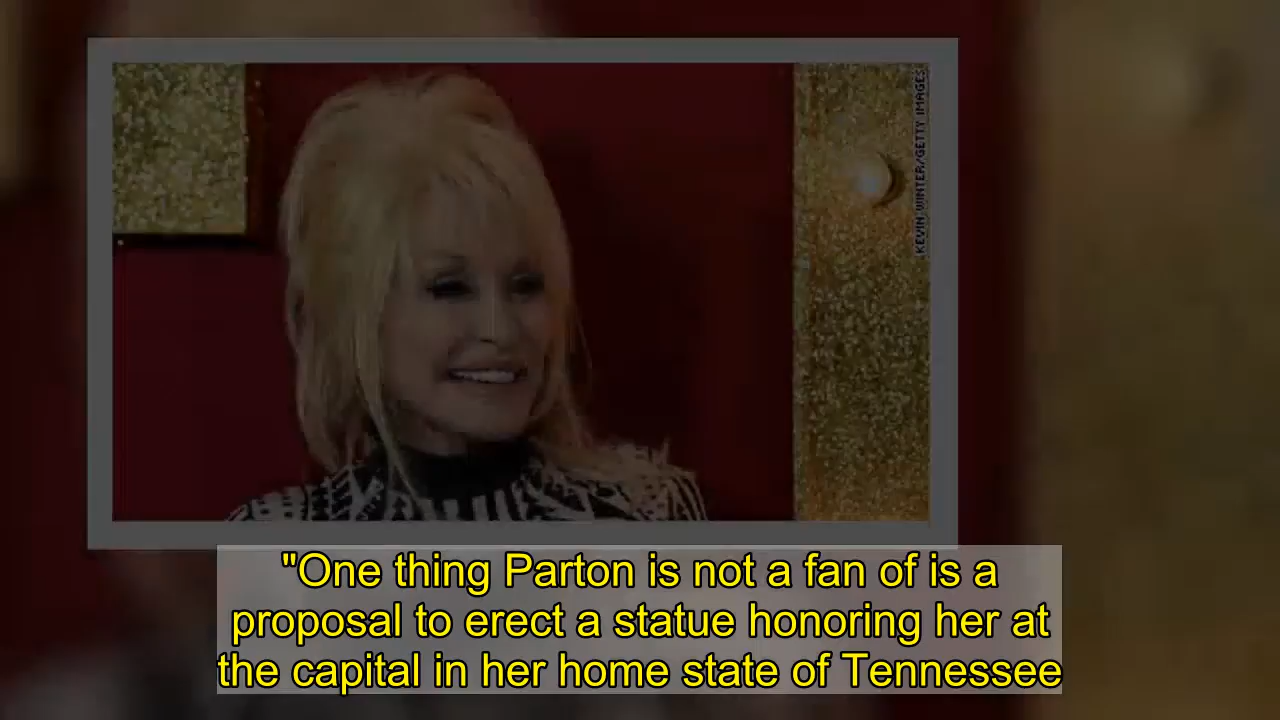 KEVIN WINTER/GETTY IMAGES
"One thing Parton is not a fan of is a
proposal to erect a statue honoring her at
the capital in her home state of Tennessee